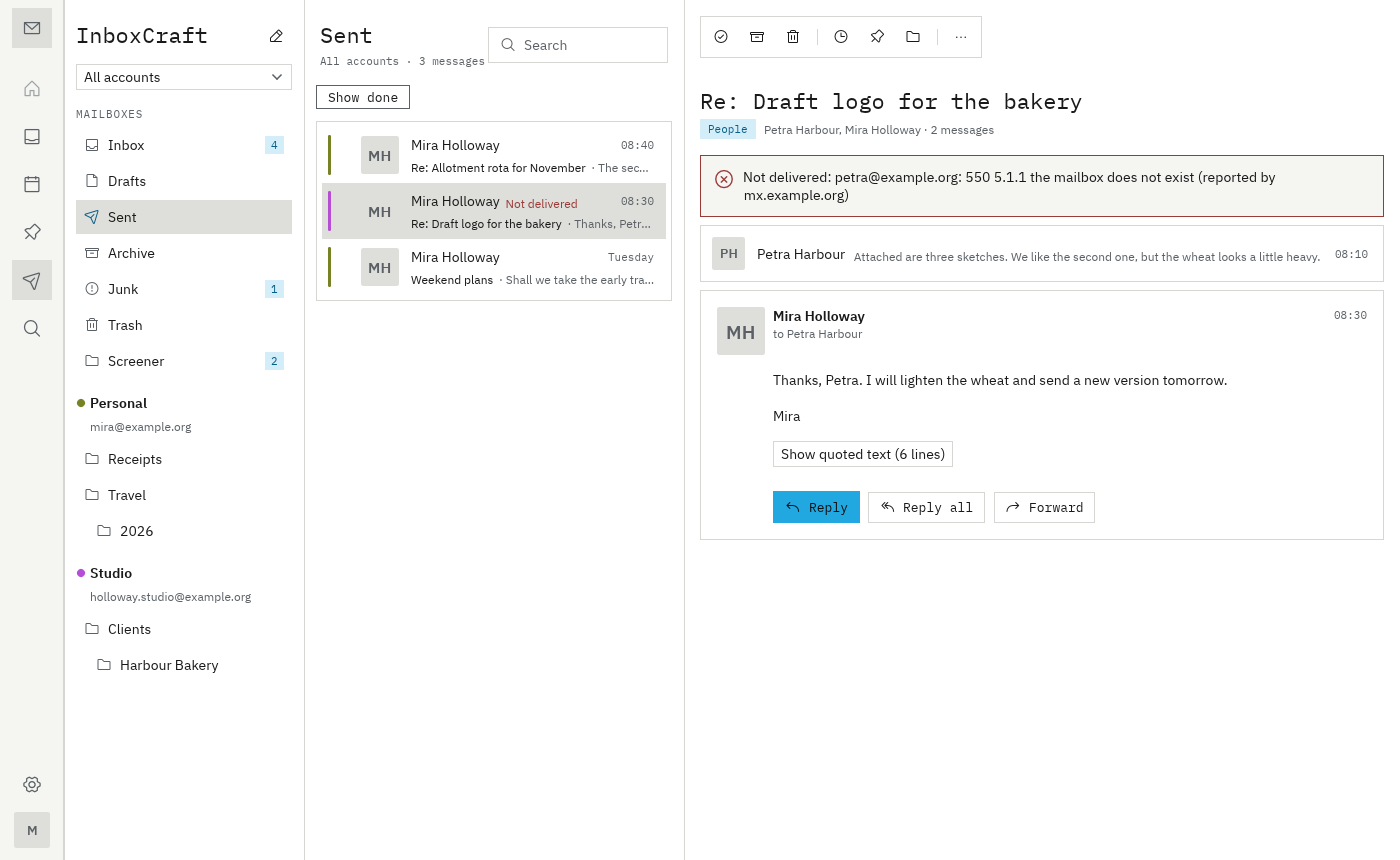 InboxCraft
All accounts
MAILBOXES
Inbox 4
Drafts
Sent
Archive
Junk 1
Trash
Screener 2
Personal
mira@example.org
Receipts
Travel
2026
Studio
holloway.studio@example.org
Clients
Harbour Bakery
M
Sent
All accounts · 3 messages
Search
Show done
MH Mira Holloway 08:40
Re: Allotment rota for November · The sec…
MH Mira Holloway Not delivered 08:30
Re: Draft logo for the bakery · Thanks, Petr…
MH Mira Holloway Tuesday
Weekend plans · Shall we take the early tra…
Re: Draft logo for the bakery
People Petra Harbour, Mira Holloway · 2 messages
Not delivered: petra@example.org: 550 5.1.1 the mailbox does not exist (reported by
mx.example.org)
PH Petra Harbour Attached are three sketches. We like the second one, but the wheat looks a little heavy. 08:10
MH Mira Holloway 08:30
to Petra Harbour
Thanks, Petra. I will lighten the wheat and send a new version tomorrow.
Mira
Show quoted text (6 lines)
Reply Reply all Forward